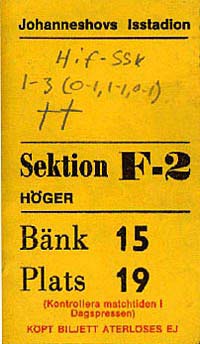 Johanneshovs Isstadion
Hif-SSK
1-3 (0-1, 1-1, 0-1)
Sektion F-2
HÖGER
Bänk 15
Plats 19
(Kontrollera matchtiden i
Dagspressen)
KÖPT BILJETT ÅTERLÖSES EJ